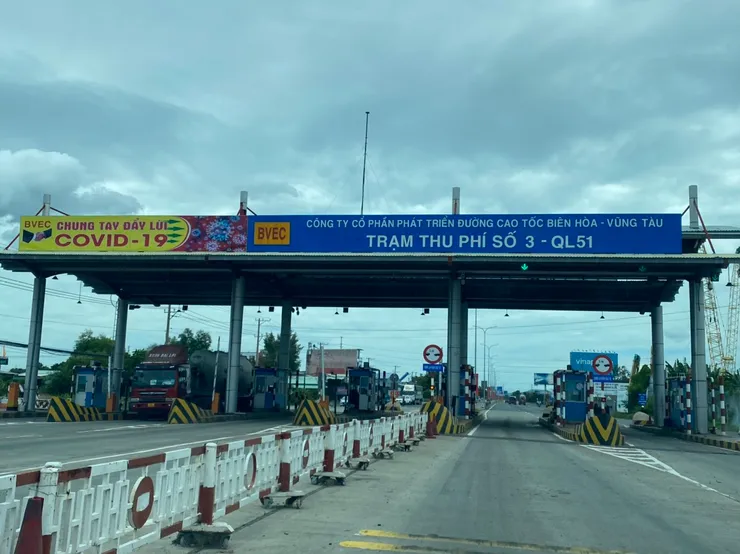 BVEC
CHUNG TAY ĐẨY LÙI
COVID-19
BVEC
CÔNG TY CỔ PHẦN PHÁT TRIỂN ĐƯỜNG CAO TỐC BIÊN HÒA - VŨNG TÀU
TRẠM THU PHÍ SỐ 3 - QL51